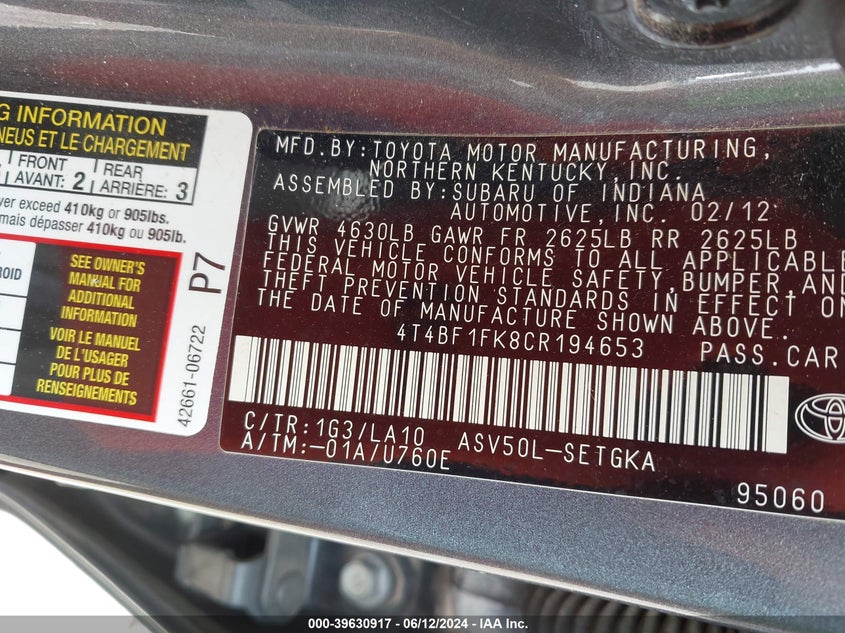 G INFORMATION
NEUS ET LE CHARGEMENT
FRONT
AVANT: 2
REAR
ARRIÈRE: 3
ver exceed 410kg or 905lbs.
mais dépasser 410kg ou 905lb.
ROID
SEE OWNER'S
MANUAL FOR
ADDITIONAL
INFORMATION
VOIR LE MANUEL
DE L'USAGER
POUR PLUS DE
RENSEIGNEMENTS
P7
42661-06722
MFD.BY:TOYOTA MOTOR MANUFACTURING,
NORTHERN KENTUCKY,INC.
ASSEMBLED BY:SUBARU OF INDIANA
AUTOMOTIVE,INC. 02/12
GVWR 4630LB GAWR FR 2625LB RR 2625LB
THIS VEHICLE CONFORMS TO ALL APPLICABLE
FEDERAL MOTOR VEHICLE SAFETY,BUMPER,AND
THEFT PREVENTION STANDARDS IN EFFECT ON
THE DATE OF MANUFACTURE SHOWN ABOVE.
4T4BF1FK8CR194653 PASS.CAR
C/TR:1G3/LA10 ASV50L-SETGKA
A/TM:-01A/U760E
95060
000-39630917 - 06/12/2024 - IAA Inc.